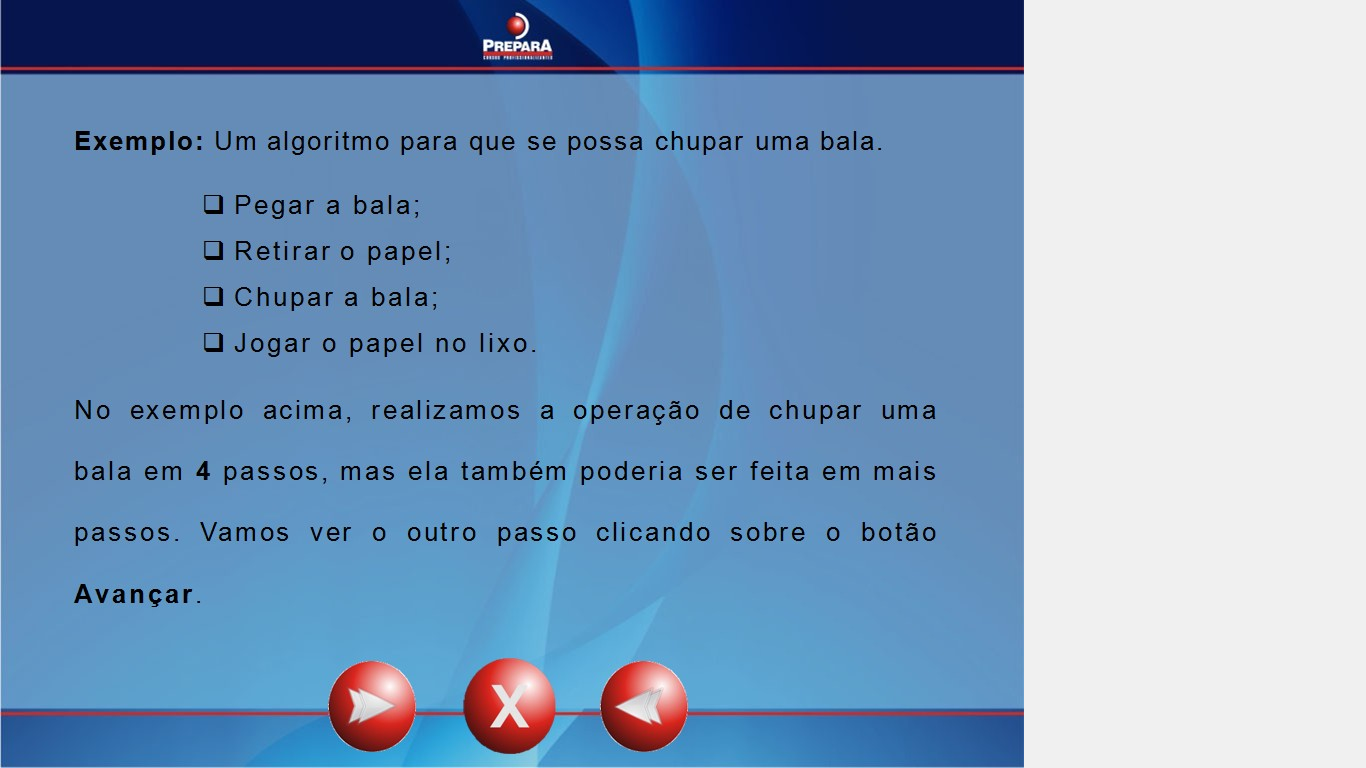 PREPARA
CURSOS PROFISSIONALIZANTES
Exemplo: Um algoritmo para que se possa chupar uma bala.
❑ Pegar a bala;
❑ Retirar o papel;
❑ Chupar a bala;
❑ Jogar o papel no lixo.
No exemplo acima, realizamos a operação de chupar uma
bala em 4 passos, mas ela também poderia ser feita em mais
passos. Vamos ver o outro passo clicando sobre o botão
Avançar.
X